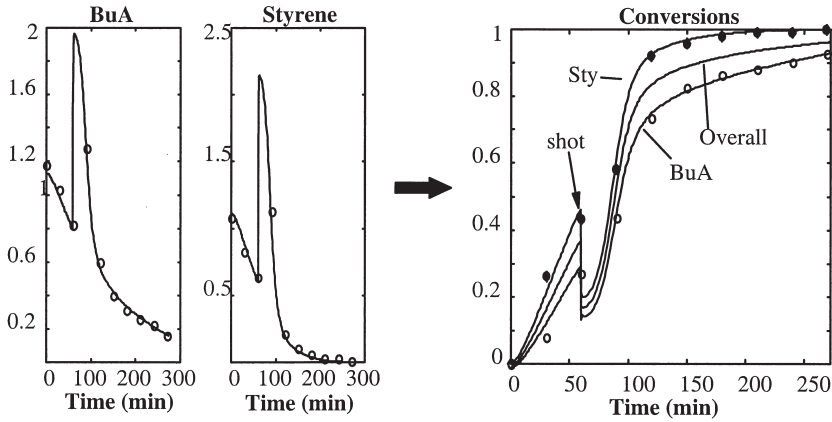 BuA
2
1.6
1.2
1
0.8
0.2
0 100 200 300
Time (min)
Styrene
2.5
1.5
0.5
0 100 200 300
Time (min)
Conversions
1
0.8
0.6
0.4
0.2
0
0 50 100 150 200 250
Time (min)
Sty
Overall
shot
BuA